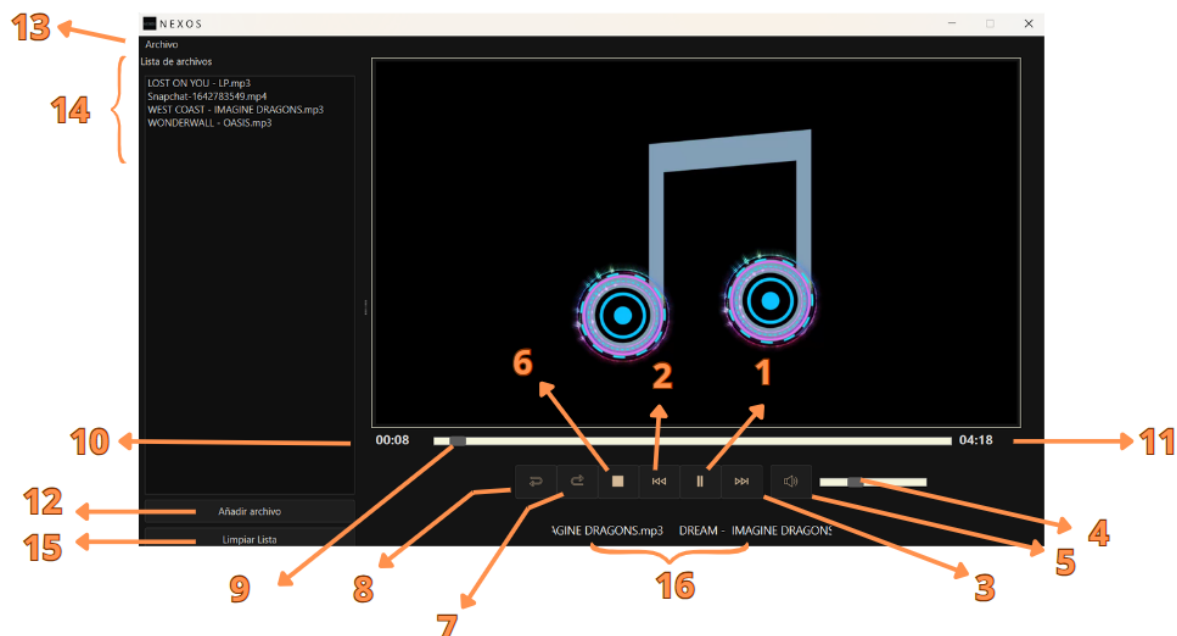 NEXOS
13
Archivo
Lista de archivos
14
LOST ON YOU - LP.mp3
Snapchat-1642783549.mp4
WEST COAST - IMAGINE DRAGONS.mp3
WONDERWALL - OASIS.mp3
6
2
1
10
00:08
04:18
11
12
Añadir archivo
15
Limpiar Lista
AGINE DRAGONS.mp3 DREAM - IMAGINE DRAGONS
4
5
9
8
16
3
7